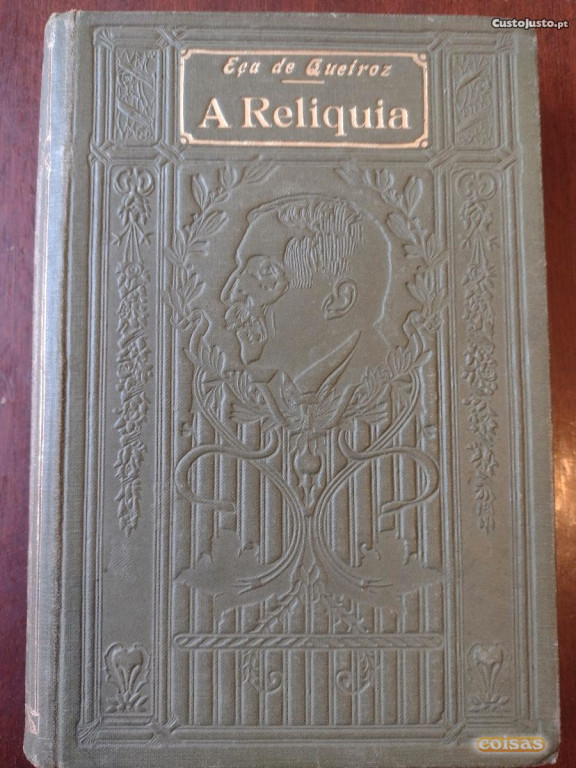 CustoJusto.pt
Eça de Queiroz
A Reliquia
coisas